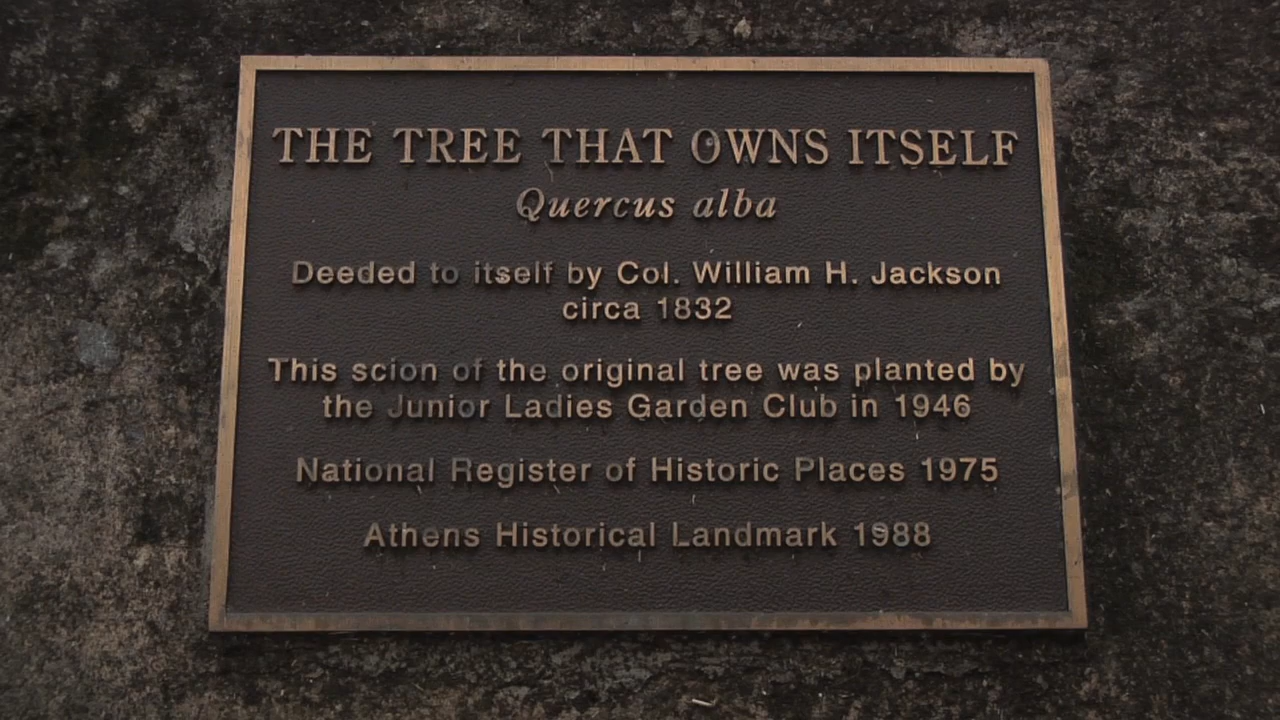 THE TREE THAT OWNS ITSELF
Quercus alba
Deeded to itself by Col. William H. Jackson
circa 1832
This scion of the original tree was planted by
the Junior Ladies Garden Club in 1946
National Register of Historic Places 1975
Athens Historical Landmark 1988